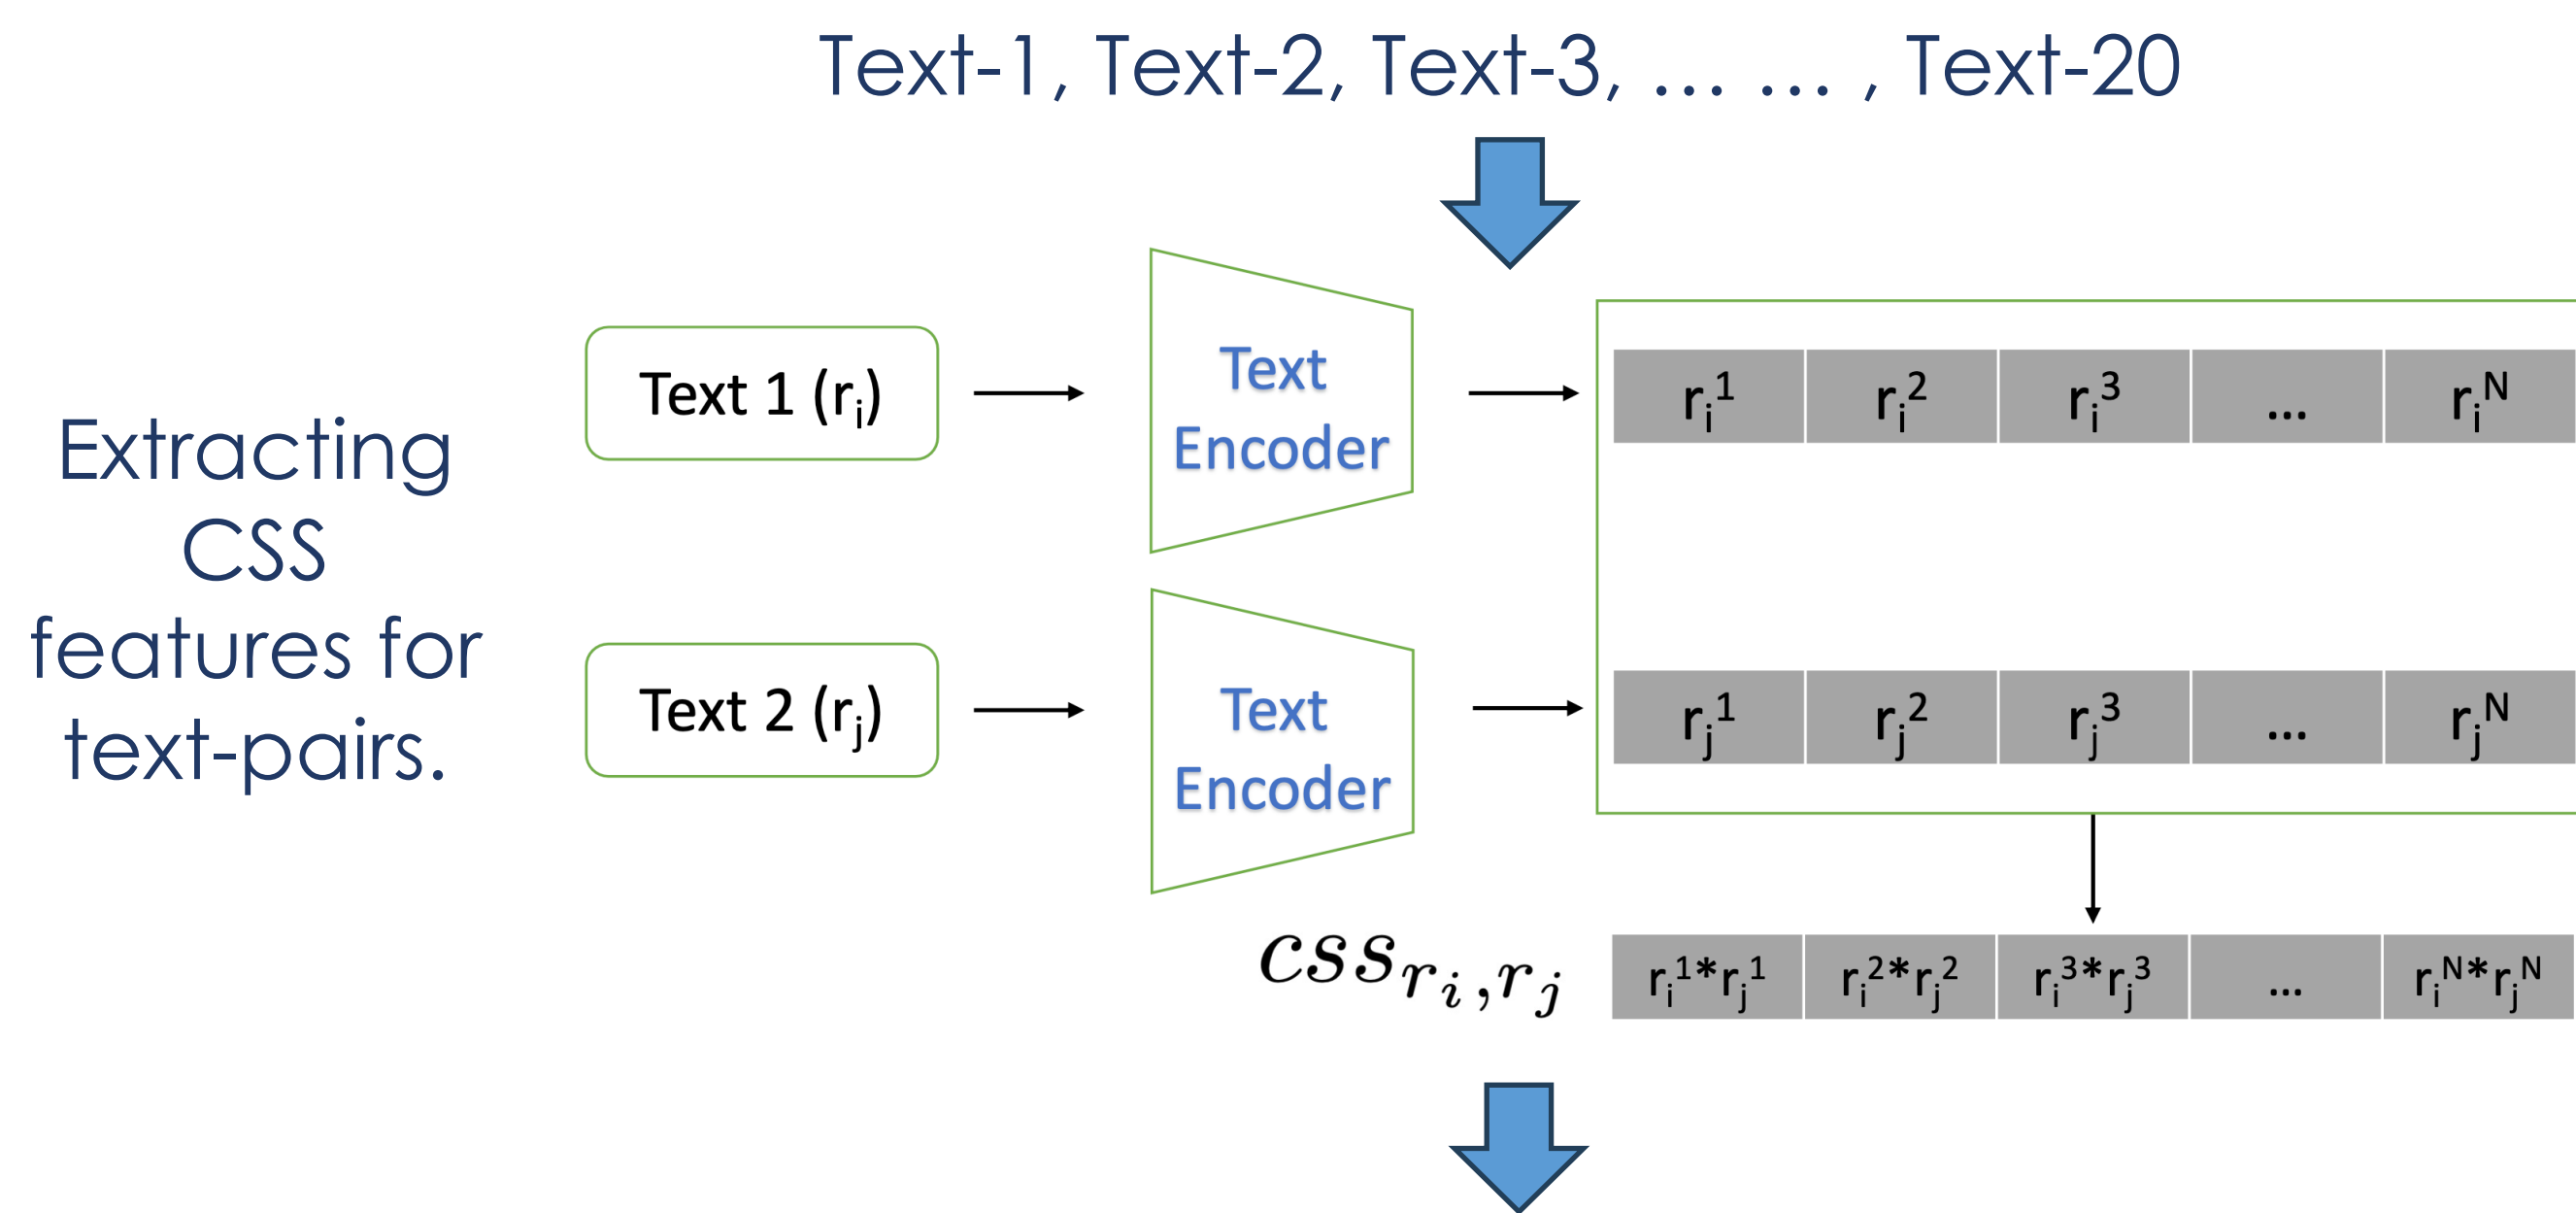 Text-1, Text-2, Text-3, ... ... , Text-20
Extracting
CSS
features for
text-pairs.
Text 1 (rᵢ)
Text
Encoder
rᵢ¹ rᵢ² rᵢ³ ... rᵢᴺ
Text 2 (rⱼ)
Text
Encoder
rⱼ¹ rⱼ² rⱼ³ ... rⱼᴺ
css rᵢ,rⱼ
rᵢ¹*rⱼ¹ rᵢ²*rⱼ² rᵢ³*rⱼ³ ... rᵢᴺ*rⱼᴺ